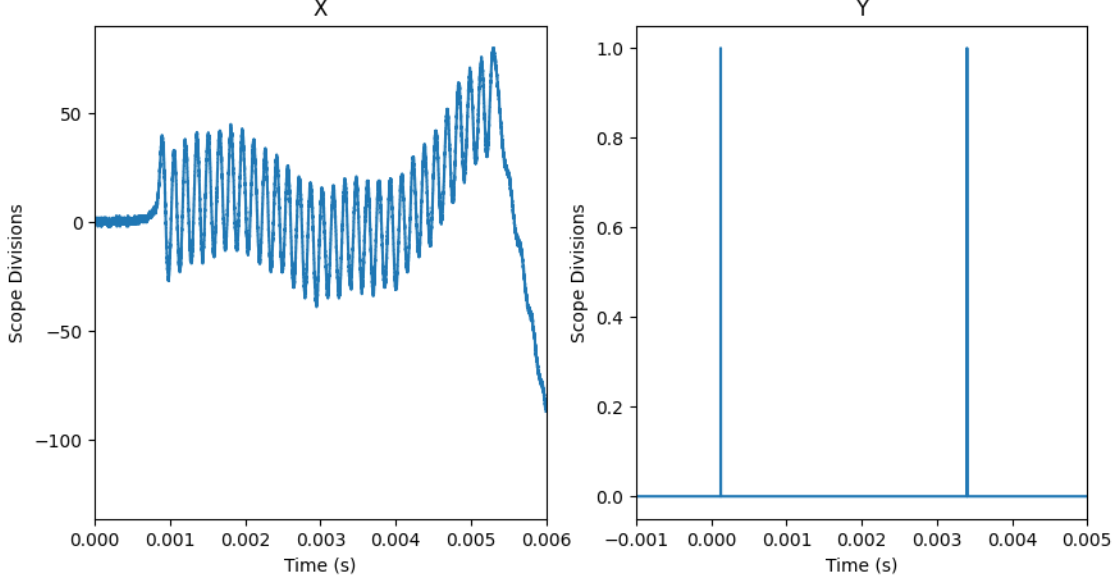 X
50
0
−50
−100
Scope Divisions
0.000 0.001 0.002 0.003 0.004 0.005 0.006
Time (s)
Y
1.0
0.8
0.6
0.4
0.2
0.0
Scope Divisions
−0.001 0.000 0.001 0.002 0.003 0.004 0.005
Time (s)